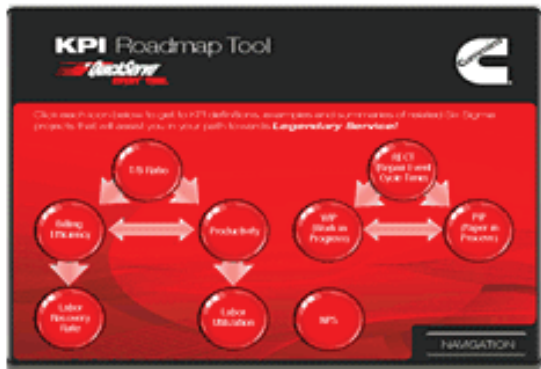 KPI Roadmap Tool
QuickServe
Cummins
Click each icon below to get to KPI definitions, examples and summaries of related Six Sigma
projects that will assist you in your path towards Legendary Service!
Ratio
RECT
(Repair Event
Cycle Time)
Billing
Efficiency
Productivity
WIP
(Work in
Progress)
PIP
(Paper in
Process)
Labor
Recovery
Rate
Labor
Utilization
NPS
NAVIGATION